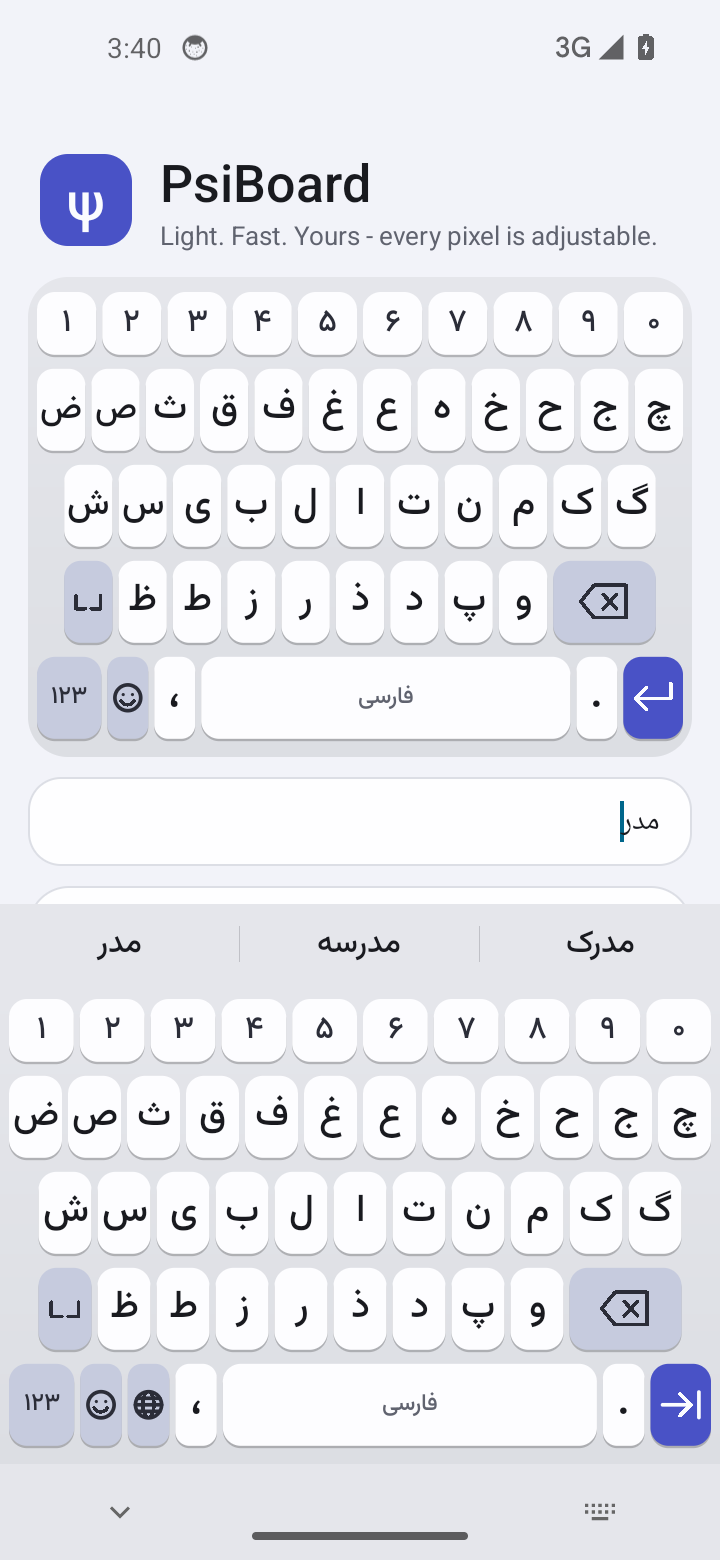 3:40
3G
ψ
PsiBoard
Light. Fast. Yours - every pixel is adjustable.
۱ ۲ ۳ ۴ ۵ ۶ ۷ ۸ ۹ ۰
ض ص ث ق ف غ ع ه خ ح ج چ
ش س ی ب ل ا ت ن م ک گ
ظ ط ز ر ذ د پ و
۱۲۳ ، فارسی .
مدر
مدر مدرسه مدرک
۱ ۲ ۳ ۴ ۵ ۶ ۷ ۸ ۹ ۰
ض ص ث ق ف غ ع ه خ ح ج چ
ش س ی ب ل ا ت ن م ک گ
ظ ط ز ر ذ د پ و
۱۲۳ ، فارسی .